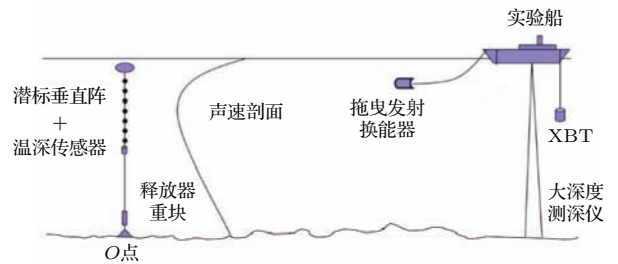 实验船
潜标垂直阵
+
温深传感器
声速剖面
拖曳发射
换能器
XBT
释放器
重块
大深度
测深仪
O点